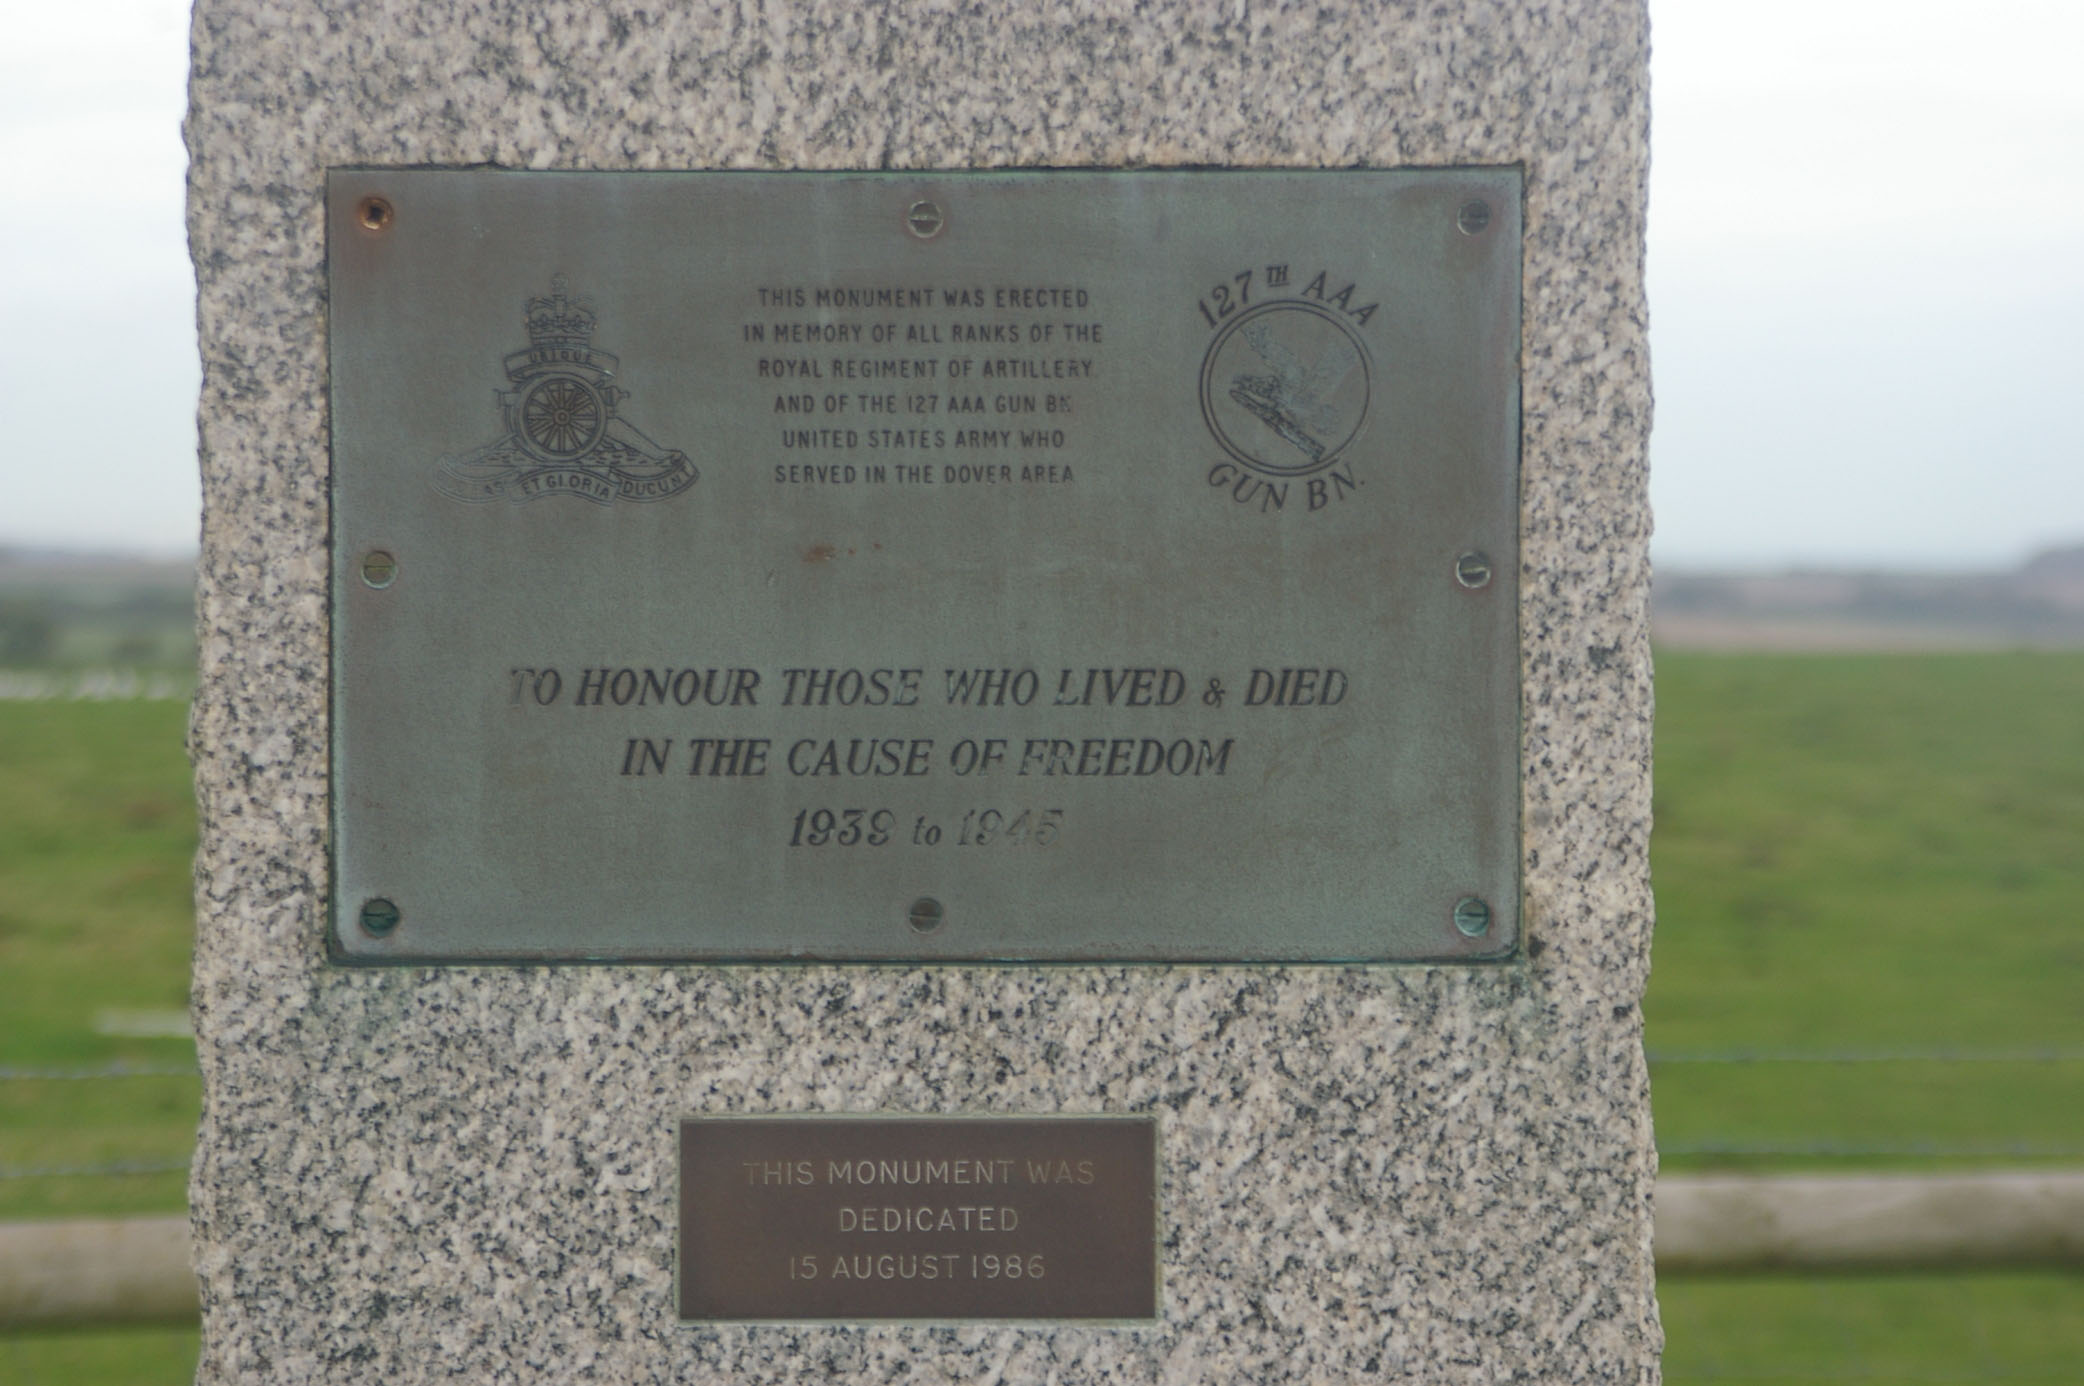 UBIQUE
ET GLORIA DUCUNT
THIS MONUMENT WAS ERECTED
IN MEMORY OF ALL RANKS OF THE
ROYAL REGIMENT OF ARTILLERY
AND OF THE 127 AAA GUN BN
UNITED STATES ARMY WHO
SERVED IN THE DOVER AREA
127TH AAA
GUN BN.
TO HONOUR THOSE WHO LIVED & DIED
IN THE CAUSE OF FREEDOM
1939 to 1945
THIS MONUMENT WAS
DEDICATED
15 AUGUST 1986